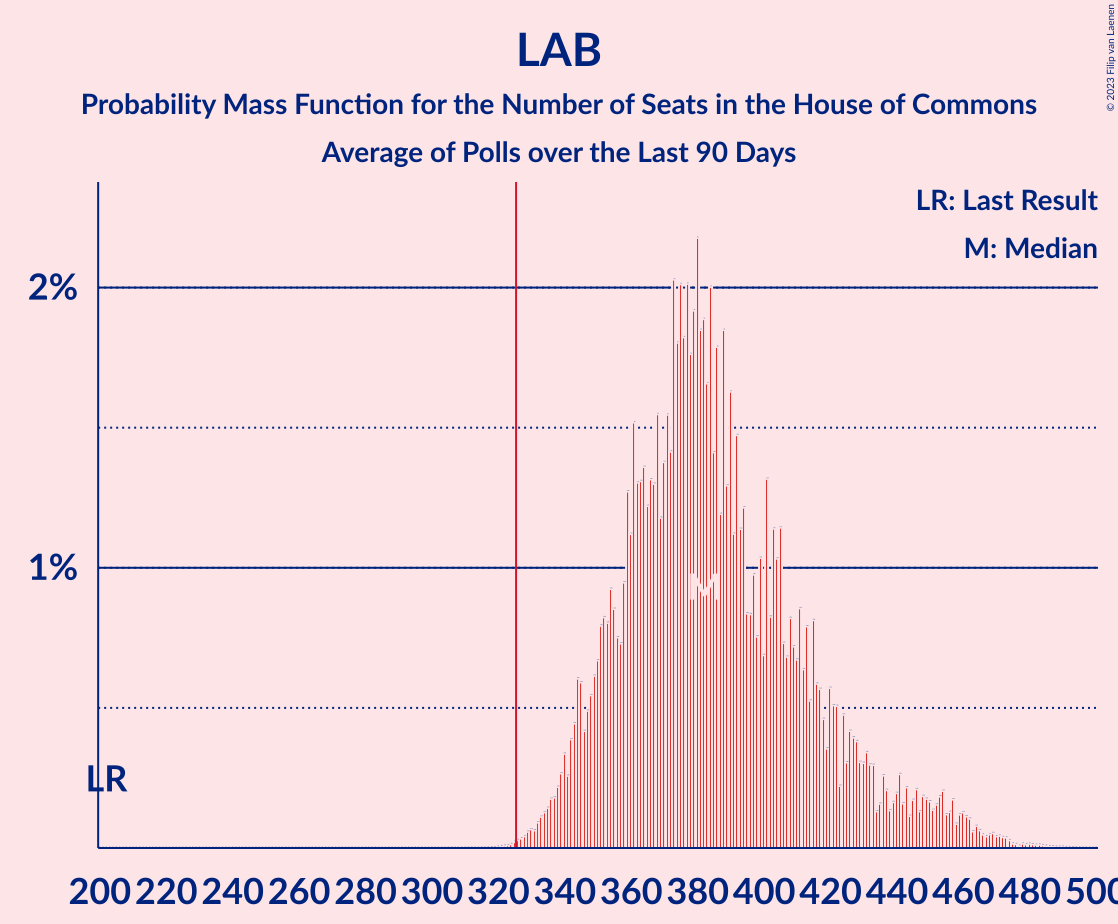 LAB
Probability Mass Function for the Number of Seats in the House of Commons
Average of Polls over the Last 90 Days
© 2023 Filip van Laenen
LR: Last Result
M: Median
2%
1%
M
LR
200 220 240 260 280 300 320 340 360 380 400 420 440 460 480 500